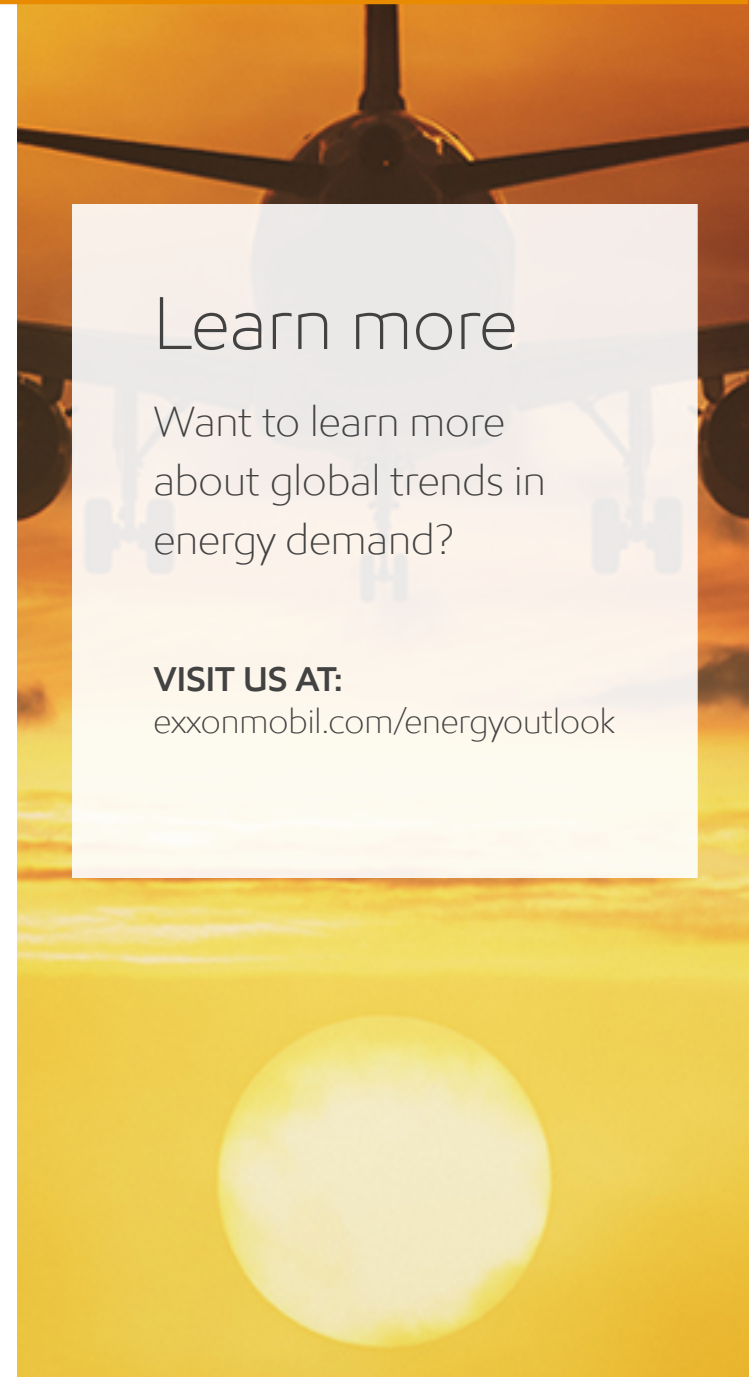 Learn more
Want to learn more
about global trends in
energy demand?
VISIT US AT:
exxonmobil.com/energyoutlook